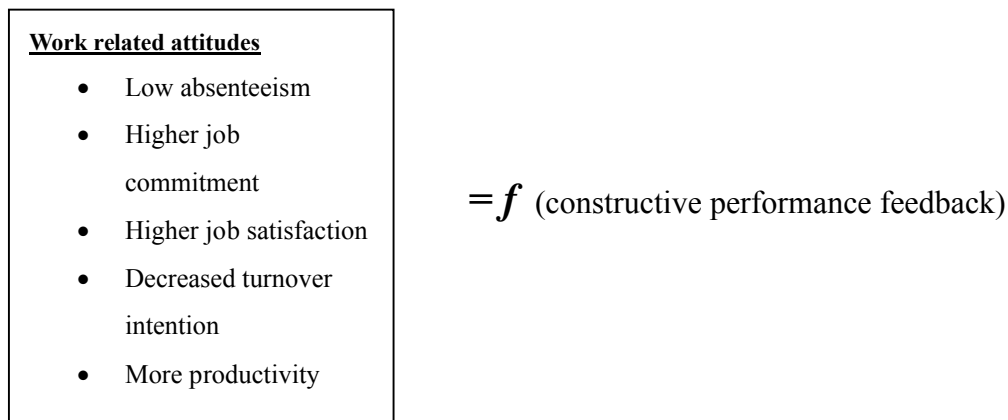 Work related attitudes
• Low absenteeism
• Higher job
commitment
• Higher job satisfaction
• Decreased turnover
intention
• More productivity
= f (constructive performance feedback)